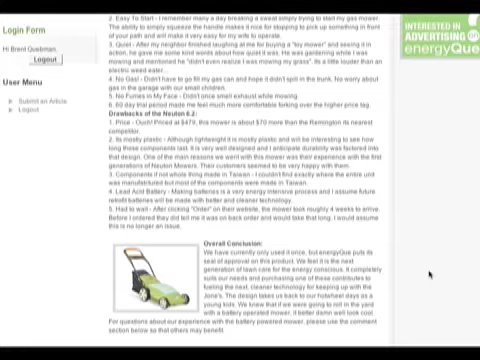 Login Form
Hi Brent Quebman.
Logout
User Menu
Submit an Article
Logout
INTERESTED IN
ADVERTISING ON
energyQue
2. Easy To Start - I remember many a day breaking a sweat simply trying to start my gas mower.
The ability to simply squeeze the handle makes it nice for stopping to pick up something in front
of your path and will make it very easy for my wife to operate.
3. Quiet - After my neighbor finished laughing at me for buying a "toy mower" and seeing it in
action, he gave me some kind words about how quiet it was. He was gardening while I was
mowing and mentioned he "didn't even realize I was mowing my grass". Its a little louder than an
electric weed eater...
4. No Gas! - Didn't have to go fill my gas can and hope it didn't spill in the trunk. No worry about
gas in the garage with our small children.
5. No Fumes in My Face - Didn't once smell exhaust while mowing.
6. 60 day trial period made me feel much more comfortable forking over the higher price tag.
Drawbacks of the Neuton 6.2:
1. Price - Ouch! Priced at $479, this mower is about $70 more than the Remington its nearest
competitor.
2. Its mostly plastic - Although lightweight it is mostly plastic and will be interesting to see how
long those components last. It is very well designed and I anticipate durability was factored into
that design. One of the main reasons we went with this mower was their experience with the first
generations of Neuton Mowers. Their customers seemed to be very happy with them.
3. Components if not whole thing made in Taiwan - I couldn't find exactly where the entire unit
was manufactured but most of the components were made in Taiwan.
4. Lead Acid Battery - Making batteries is a very energy intensive process and I assume future
retrofit batteries will be made with better and cleaner technology.
5. Had to wait - After clicking "Order" on their website, the mower took roughly 4 weeks to arrive.
Before I ordered they did tell me it was on back order and would take that long. I would assume
this is no longer an issue.
Overall Conclusion:
We have currently only used it once, but energyQue puts its
seal of approval on this product. We feel it is the next
generation of lawn care for the energy conscious. It completely
suits our needs and purchasing one of these contributes to
fueling the next, cleaner technology for keeping up with the
Jone's. The design takes us back to our hotwheel days as a
young kids. We knew that if we were going to roll in the yard
with a battery operated mower, it better damn well look cool.
For questions about our experience with the battery powered mower, please use the comment
section below so that others may benefit.